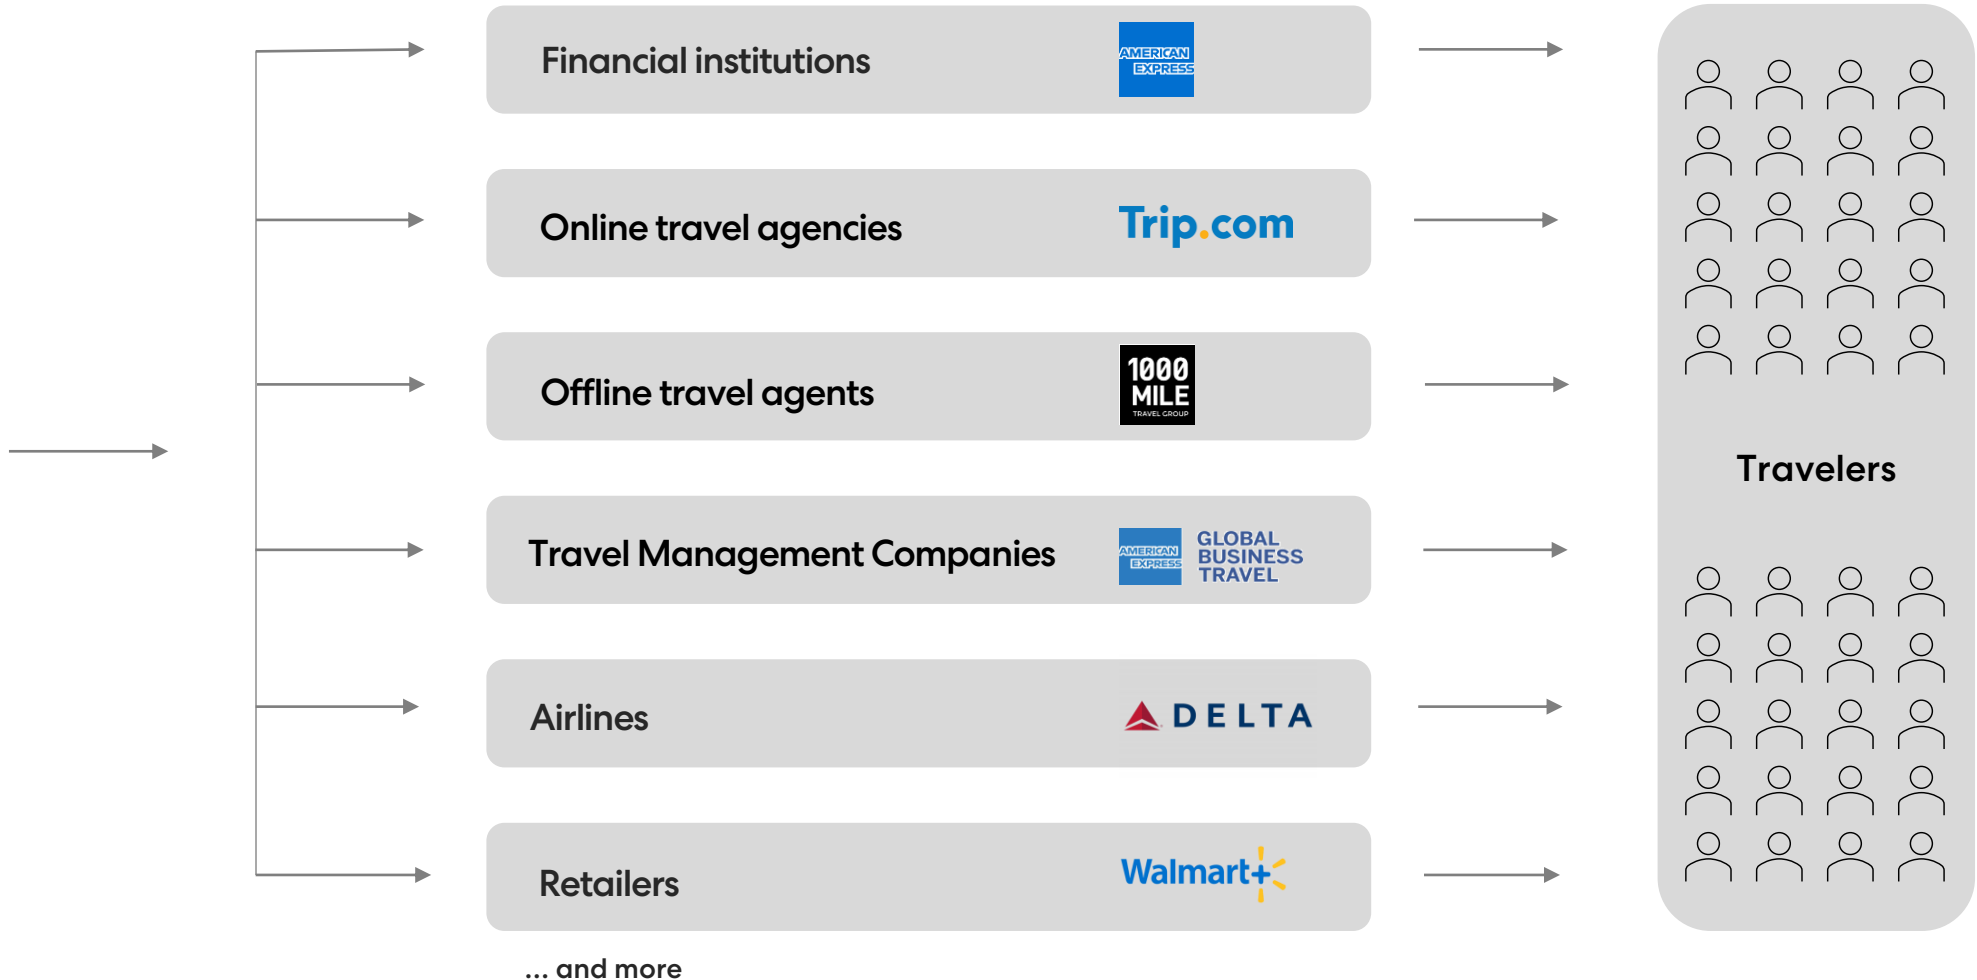 Financial institutions
AMERICAN
EXPRESS
Online travel agencies
Trip.com
Offline travel agents
1000
MILE
TRAVEL GROUP
Travelers
Travel Management Companies
AMERICAN
EXPRESS
GLOBAL
BUSINESS
TRAVEL
Airlines
DELTA
Retailers
Walmart+
... and more